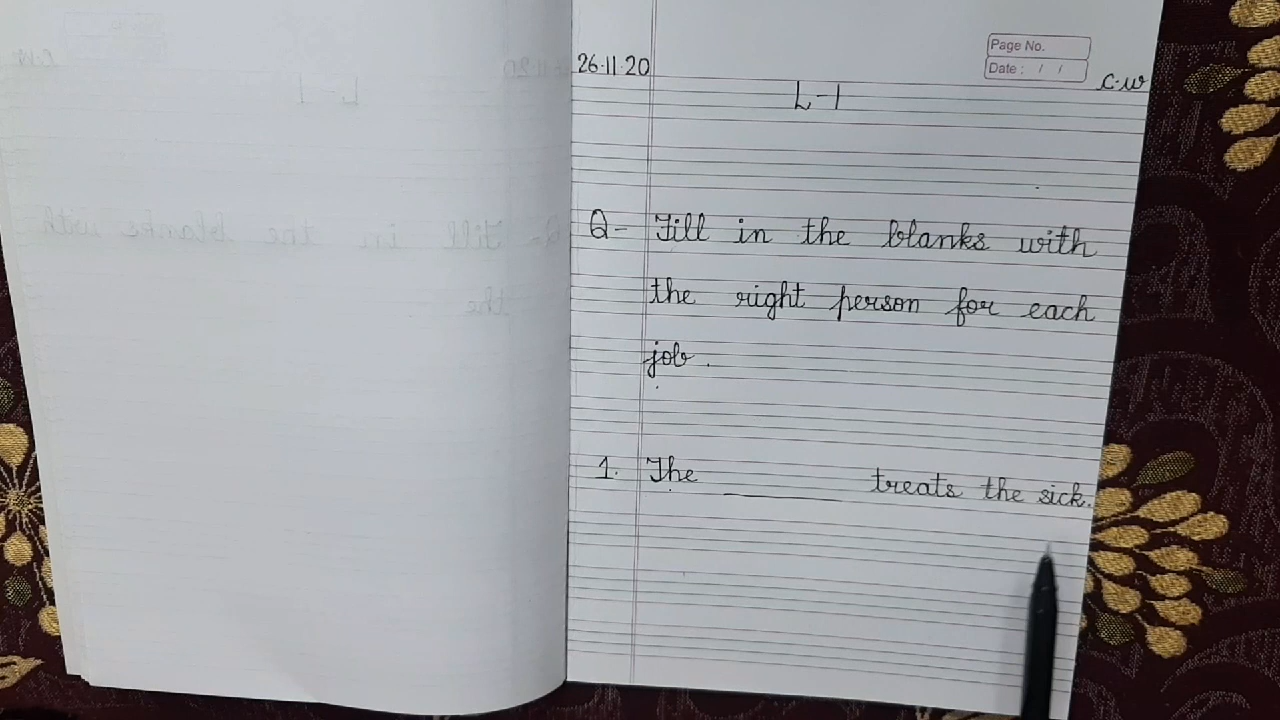 26.11.20
Page No.
Date : / /
C.W
L-1
Q- Fill in the blanks with
the right person for each
job.
1. The ________ treats the sick.